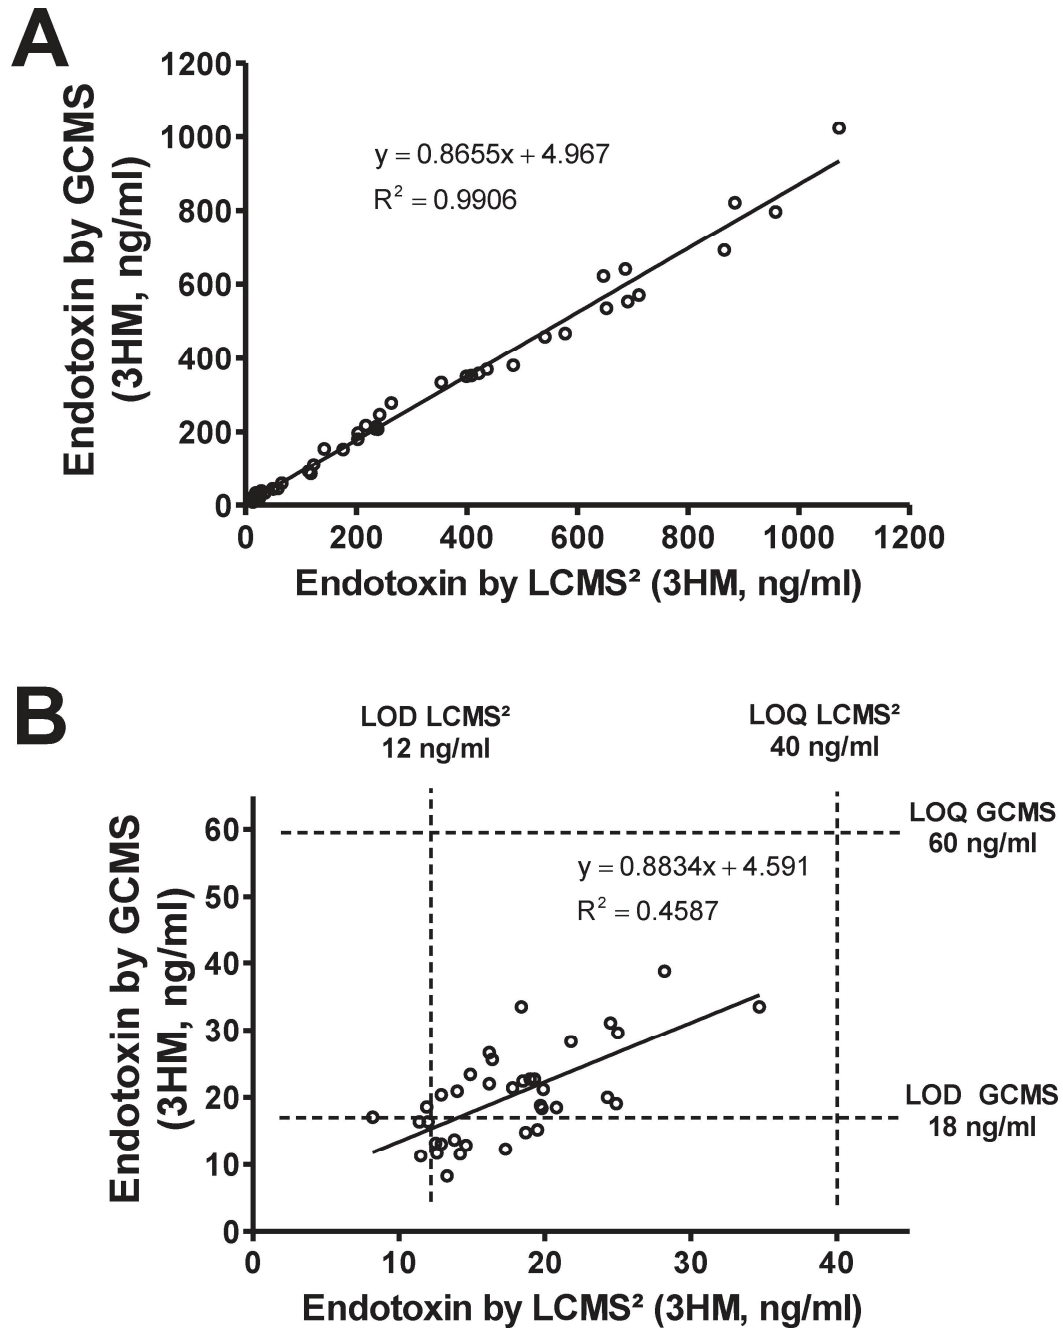 A
Endotoxin by GCMS
(3HM, ng/ml)
1200
1000
800
600
400
200
0
y = 0.8655x + 4.967
R² = 0.9906
0 200 400 600 800 1000 1200
Endotoxin by LCMS² (3HM, ng/ml)
B
LOD LCMS²
12 ng/ml
LOQ LCMS²
40 ng/ml
LOQ GCMS
60 ng/ml
Endotoxin by GCMS
(3HM, ng/ml)
60
50
40
30
20
10
0
y = 0.8834x + 4.591
R² = 0.4587
LOD GCMS
18 ng/ml
0 10 20 30 40
Endotoxin by LCMS² (3HM, ng/ml)